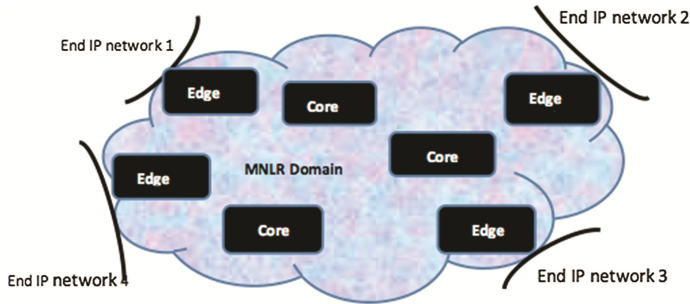 End IP network 1
End IP network 2
Edge
Core
Edge
Core
Edge
MNLR Domain
Core
Edge
End IP network 4
End IP network 3